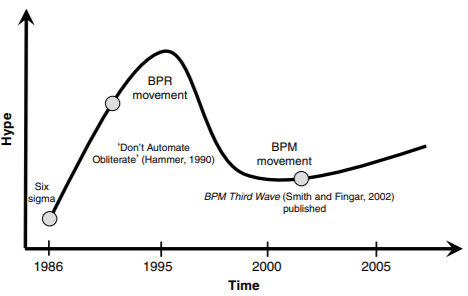 BPR
movement
'Don't Automate
Obliterate' (Hammer, 1990)
BPM
movement
Six
sigma
BPM Third Wave (Smith and Fingar, 2002)
published
Hype
1986
1995
2000
2005
Time